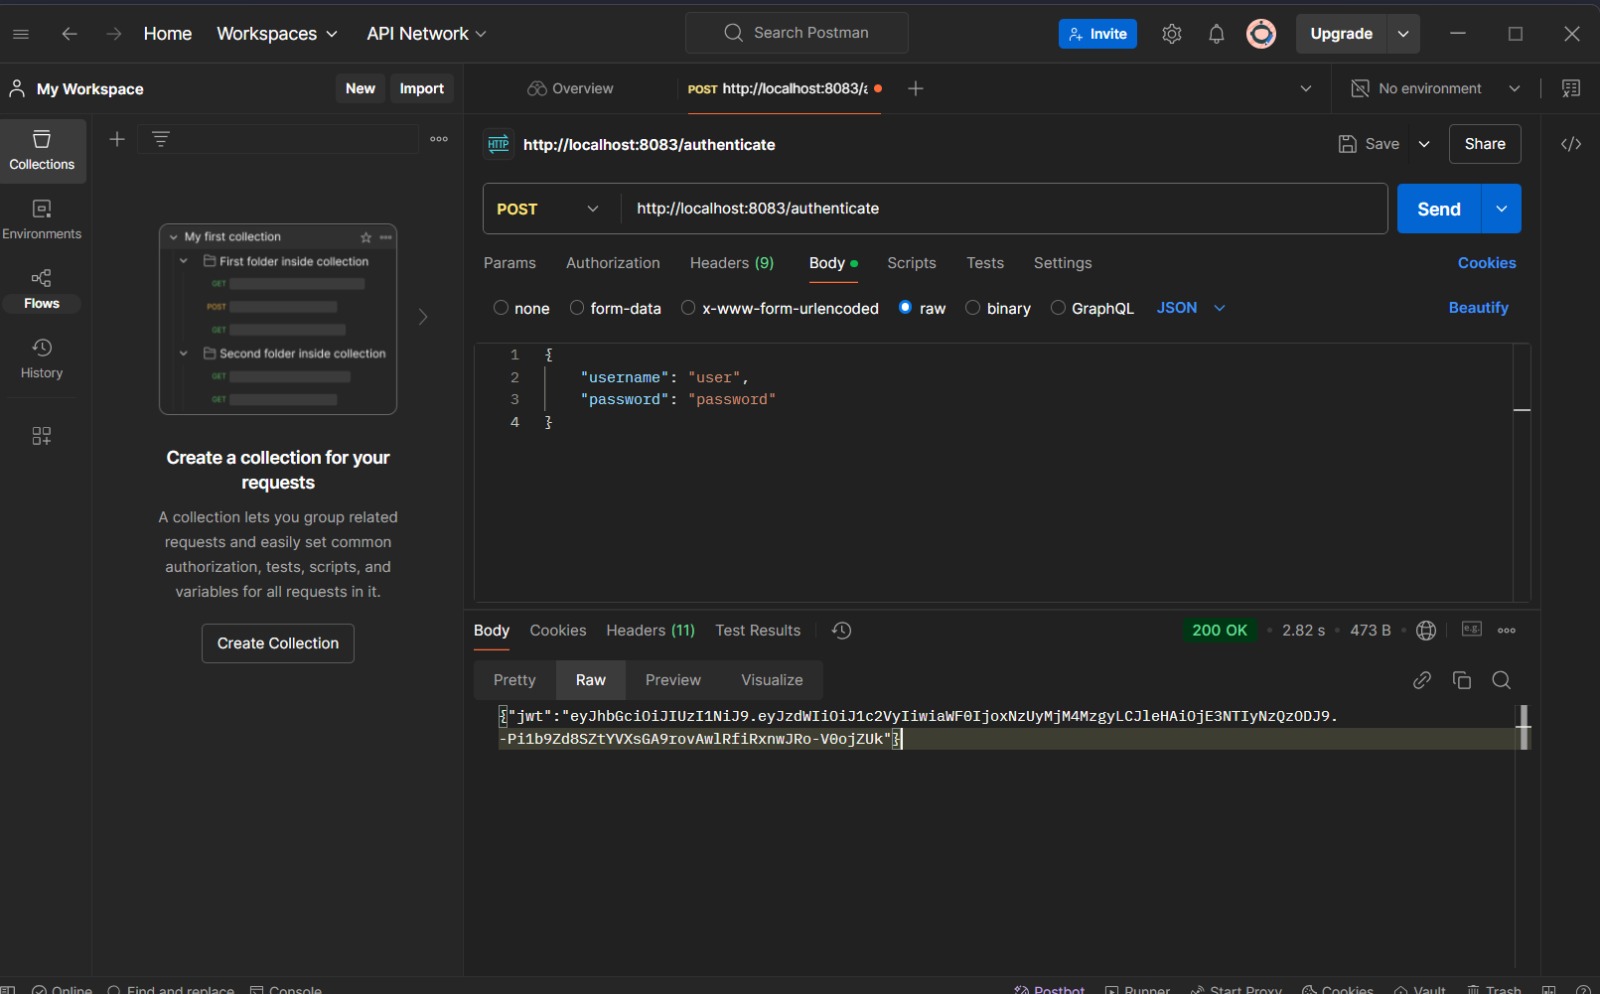 Home Workspaces API Network Search Postman Invite Upgrade
My Workspace New Import Overview POST http://localhost:8083/a No environment
Collections
Environments
Flows
History
My first collection
First folder inside collection
GET
POST
GET
Second folder inside collection
GET
GET
Create a collection for your
requests
A collection lets you group related
requests and easily set common
authorization, tests, scripts, and
variables for all requests in it.
Create Collection
HTTP http://localhost:8083/authenticate Save Share
POST http://localhost:8083/authenticate Send
Params Authorization Headers (9) Body Scripts Tests Settings Cookies
none form-data x-www-form-urlencoded raw binary GraphQL JSON Beautify
1 {
2 "username": "user",
3 "password": "password"
4 }
Body Cookies Headers (11) Test Results 200 OK 2.82 s 473 B e.g.
Pretty Raw Preview Visualize
{"jwt":"eyJhbGciOiJIUzI1NiJ9.eyJzdWIiOiJ1c2VyIiwiaWF0IjoxNzUyMjM4MzgyLCJleHAiOjE3NTIyNzQzODJ9.
-Pi1b9Zd8SZtYVXsGA9rovAwlRfiRxnwJRo-V0ojZUk"}
Online Find and replace Console Postbot Runner Start Proxy Cookies Vault Trash